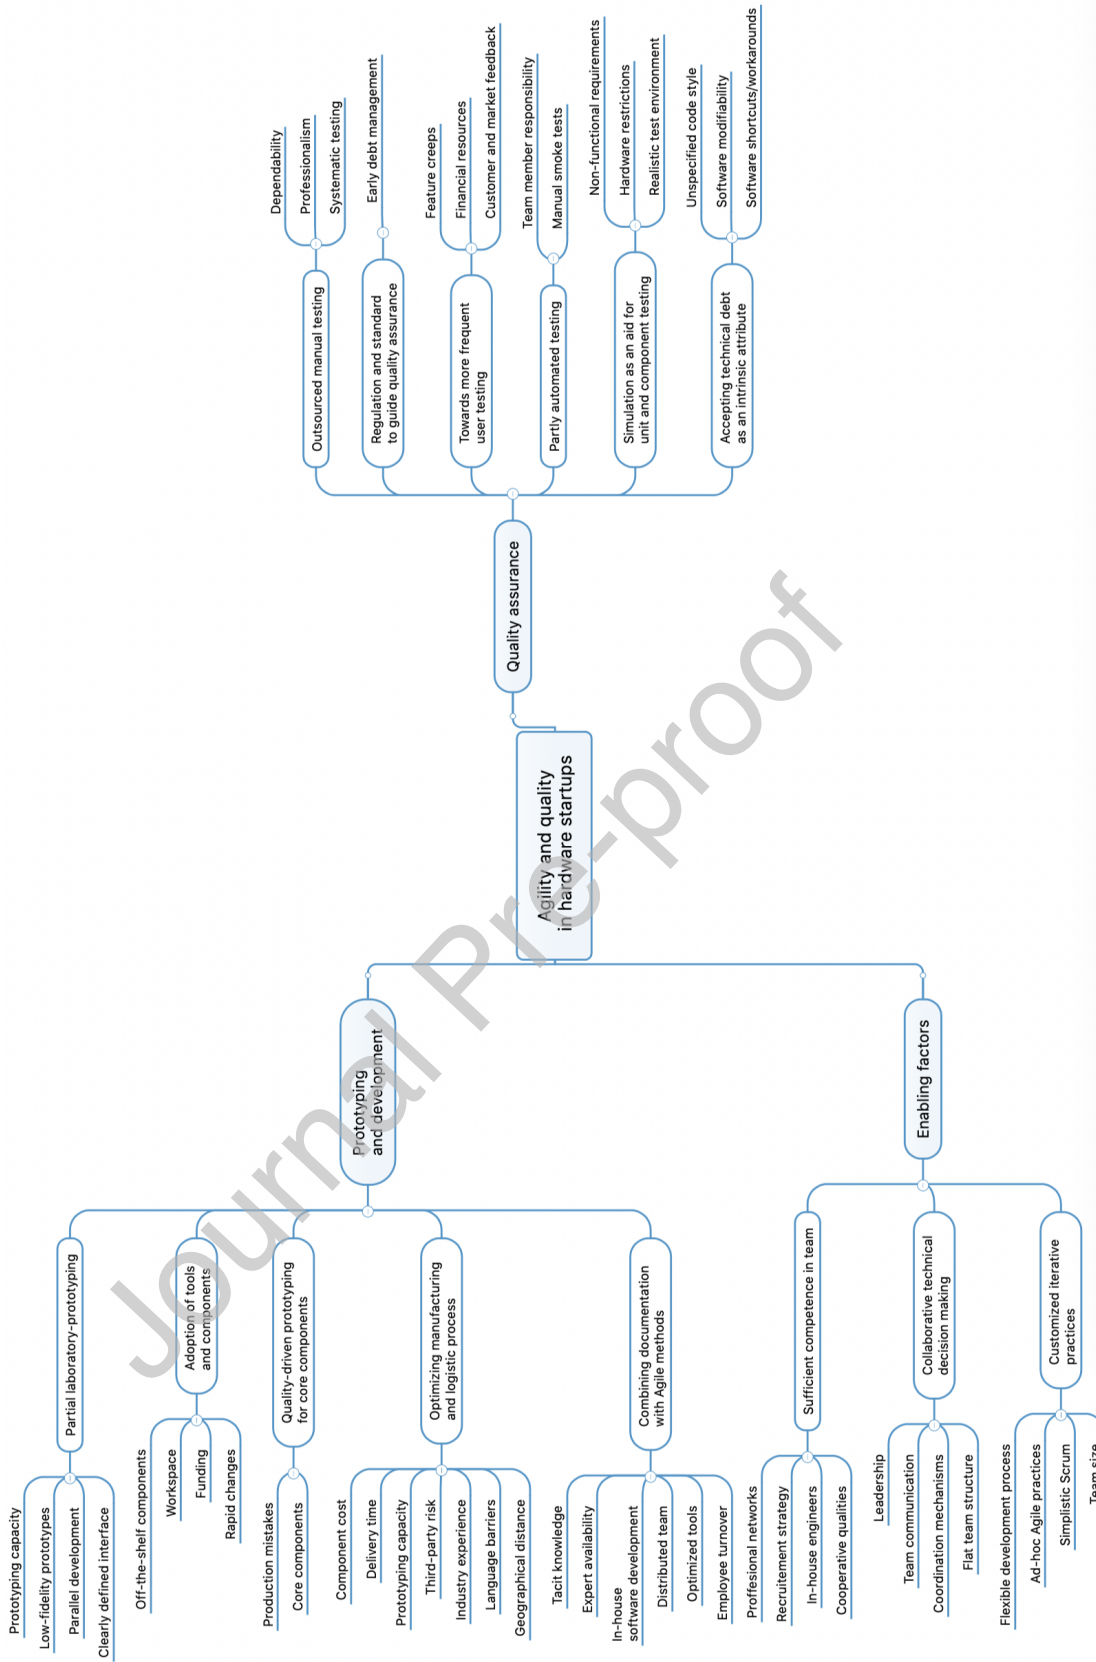 Agility and quality
in hardware startups
Quality assurance
Outsourced manual testing
Dependability
Professionalism
Systematic testing
Regulation and standard
to guide quality assurance
Early debt management
Towards more frequent
user testing
Feature creeps
Financial resources
Customer and market feedback
Partly automated testing
Team member responsibility
Manual smoke tests
Simulation as an aid for
unit and component testing
Non-functional requirements
Hardware restrictions
Realistic test environment
Accepting technical debt
as an intrinsic attribute
Unspecified code style
Software modifiability
Software shortcuts/workarounds
Prototyping
and development
Partial laboratory-prototyping
Prototyping capacity
Low-fidelity prototypes
Parallel development
Clearly defined interface
Adoption of tools
and components
Off-the-shelf components
Workspace
Funding
Rapid changes
Quality-driven prototyping
for core components
Production mistakes
Core components
Optimizing manufacturing
and logistic process
Component cost
Delivery time
Prototyping capacity
Third-party risk
Industry experience
Language barriers
Geographical distance
Combining documentation
with Agile methods
Tacit knowledge
Expert availability
In-house
software development
Distributed team
Optimized tools
Employee turnover
Enabling factors
Sufficient competence in team
Proffesional networks
Recruitement strategy
In-house engineers
Cooperative qualities
Collaborative technical
decision making
Leadership
Team communication
Coordination mechanisms
Flat team structure
Customized iterative
practices
Flexible development process
Ad-hoc Agile practices
Simplistic Scrum
Team size
Journal Pre-proof